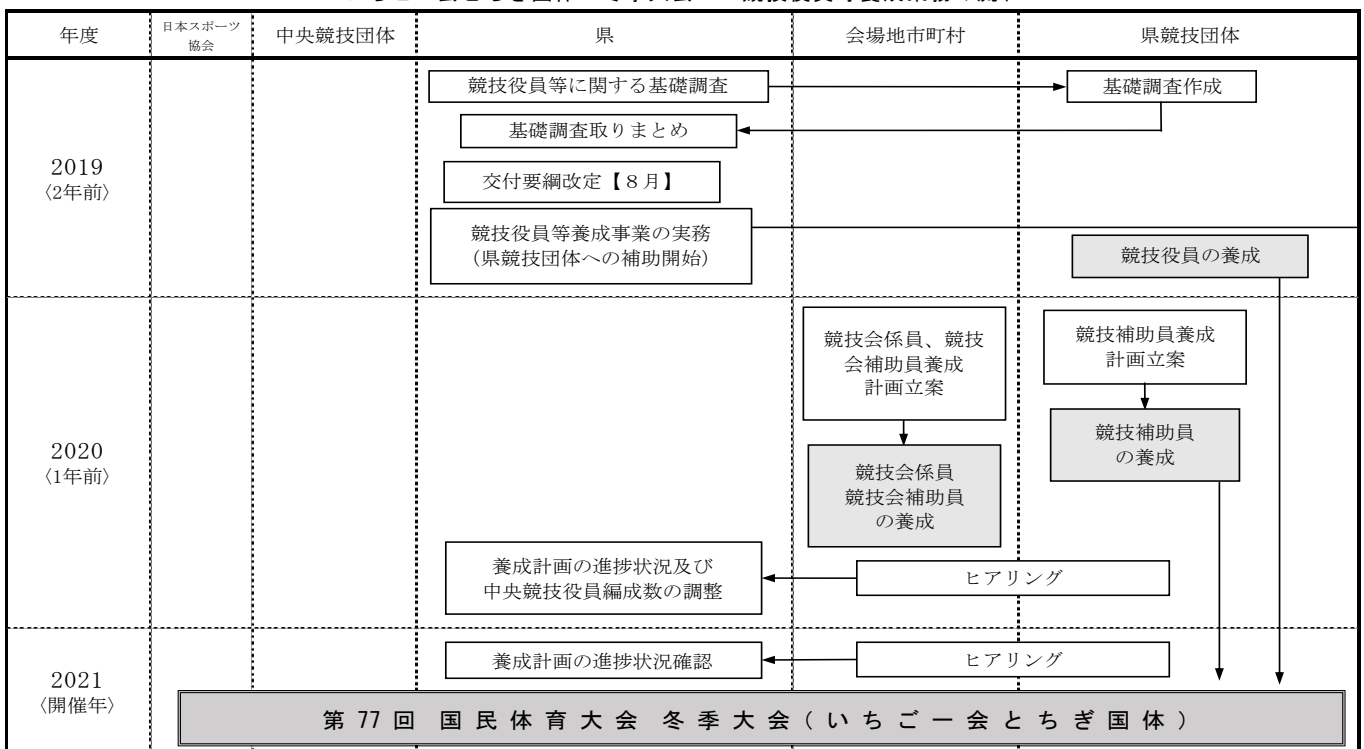 年度
日本スポーツ
協会
中央競技団体
県
会場地市町村
県競技団体
2019
〈2年前〉
競技役員等に関する基礎調査
基礎調査作成
基礎調査取りまとめ
交付要綱改定【８月】
競技役員等養成事業の実務
（県競技団体への補助開始）
競技役員の養成
2020
〈1年前〉
競技会係員、競技
会補助員養成
計画立案
競技補助員養成
計画立案
競技補助員
の養成
競技会係員
競技会補助員
の養成
養成計画の進捗状況及び
中央競技役員編成数の調整
ヒアリング
2021
〈開催年〉
養成計画の進捗状況確認
ヒアリング
第 77 回 国 民 体 育 大 会 冬 季 大 会 （ い ち ご 一 会 と ち ぎ 国 体 ）